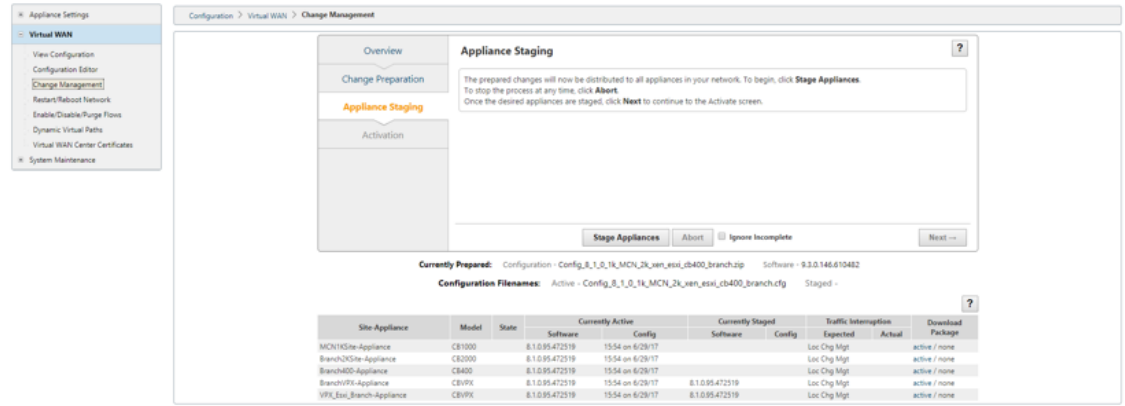 Appliance Settings
Virtual WAN
View Configuration
Configuration Editor
Change Management
Restart/Reboot Network
Enable/Disable/Purge Flows
Dynamic Virtual Paths
Virtual WAN Center Certificates
System Maintenance
Configuration > Virtual WAN > Change Management
Overview
Change Preparation
Appliance Staging
Activation
Appliance Staging ?
The prepared changes will now be distributed to all appliances in your network. To begin, click Stage Appliances.
To stop the process at any time, click Abort.
Once the desired appliances are staged, click Next to continue to the Activate screen.
Stage Appliances Abort Ignore Incomplete Next →
Currently Prepared: Configuration - Config_8_1_0_1k_MCN_2k_xen_esxi_cb400_branch.zip Software - 9.3.0.146.610482
Configuration Filenames: Active - Config_8_1_0_1k_MCN_2k_xen_esxi_cb400_branch.cfg Staged -
?
Site-Appliance Model State Currently Active Currently Staged Traffic Interruption Download Package
Software Config Software Config Expected Actual
MCN1KSite-Appliance CB1000 8.1.0.95.472519 15:54 on 6/29/17 Loc Chg Mgt active / none
Branch2KSite-Appliance CB2000 8.1.0.95.472519 15:54 on 6/29/17 Loc Chg Mgt active / none
Branch400-Appliance CB400 8.1.0.95.472519 15:54 on 6/29/17 Loc Chg Mgt active / none
BranchVPX-Appliance CBVPX 8.1.0.95.472519 15:54 on 6/29/17 8.1.0.95.472519 Loc Chg Mgt active / none
VPX_Esxi_Branch-Appliance CBVPX 8.1.0.95.472519 15:54 on 6/29/17 8.1.0.95.472519 Loc Chg Mgt active / none